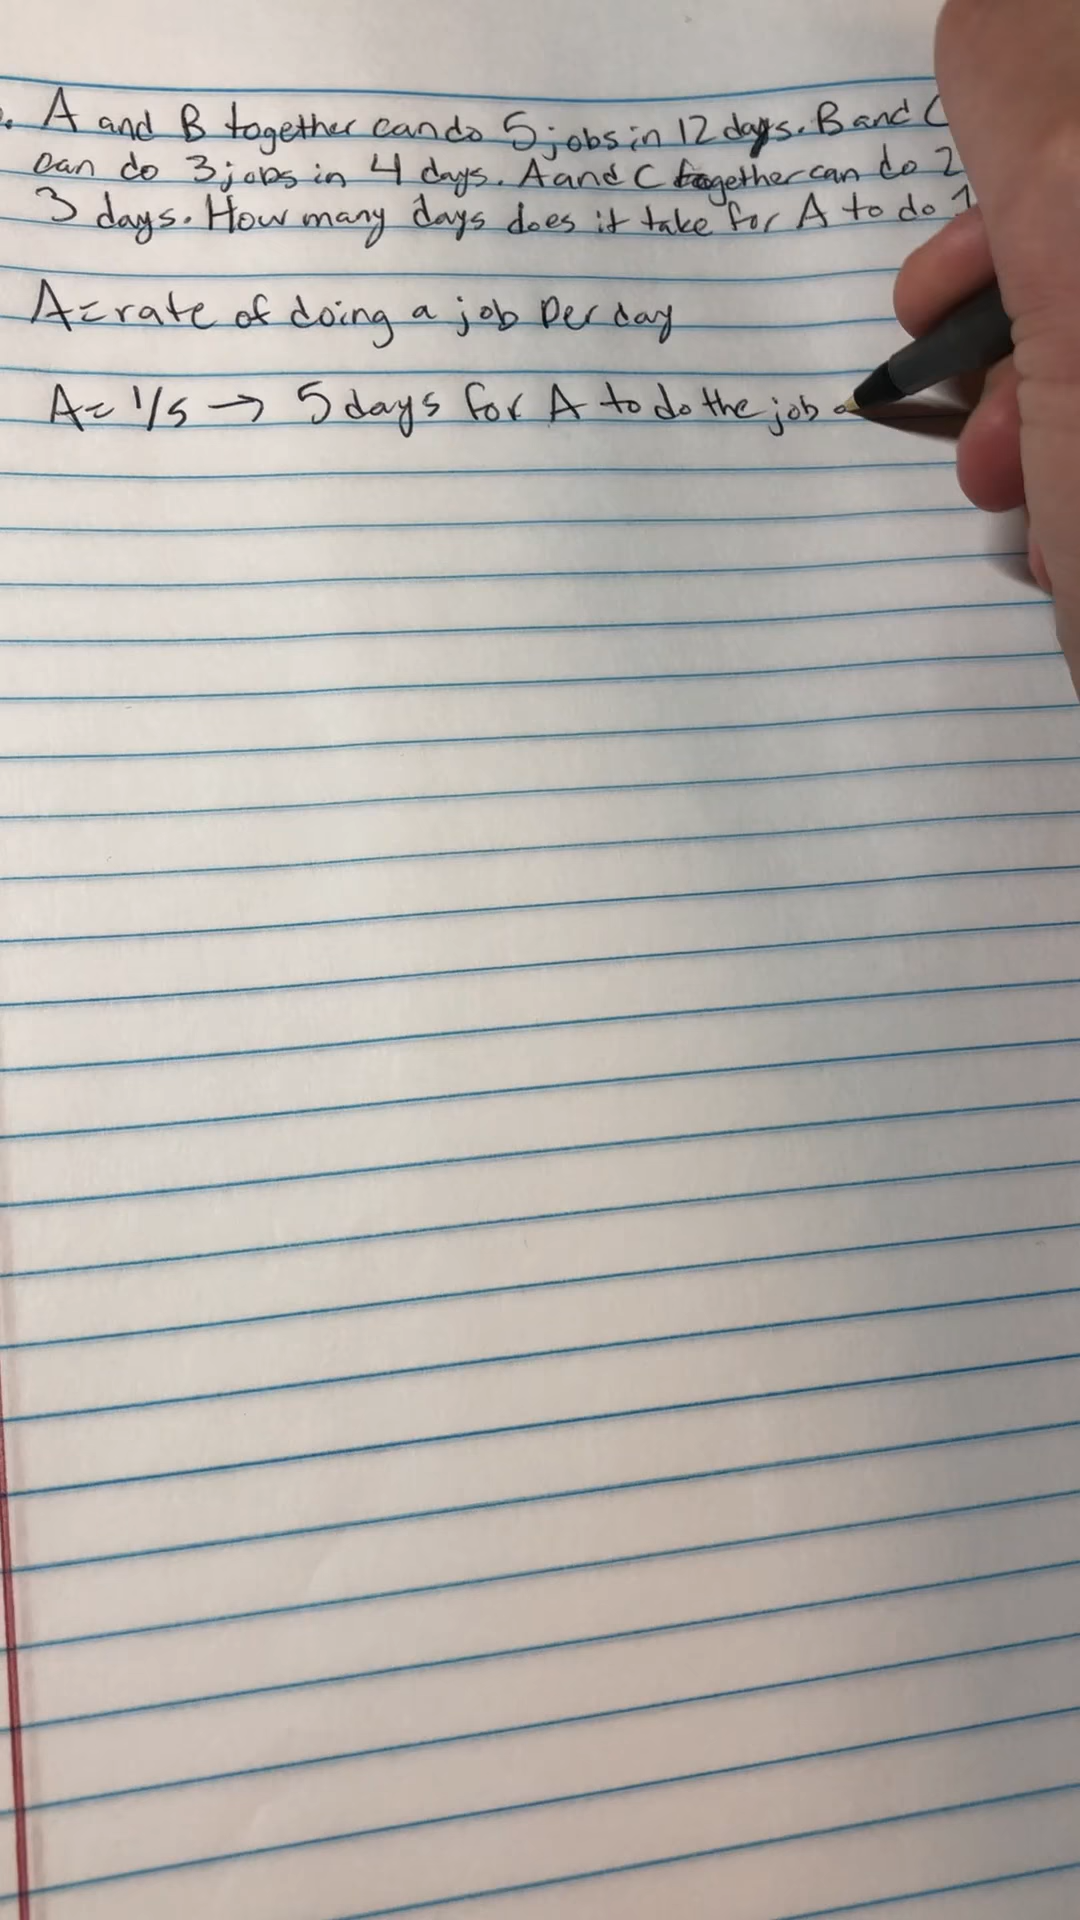 . A and B together can do 5 jobs in 12 days. B and C
can do 3 jobs in 4 days. A and C together can do 2
3 days. How many days does it take for A to do 1
A = rate of doing a job per day
A = 1/5 → 5 days for A to do the job